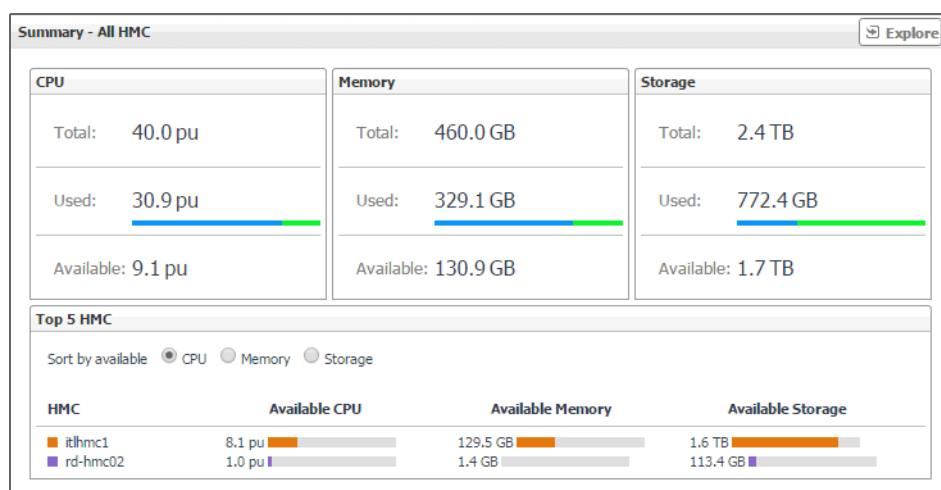 Summary - All HMC Explore
CPU Memory Storage
Total: 40.0 pu Total: 460.0 GB Total: 2.4 TB
Used: 30.9 pu Used: 329.1 GB Used: 772.4 GB
Available: 9.1 pu Available: 130.9 GB Available: 1.7 TB
Top 5 HMC
Sort by available CPU Memory Storage
HMC Available CPU Available Memory Available Storage
itlhmc1 8.1 pu 129.5 GB 1.6 TB
rd-hmc02 1.0 pu 1.4 GB 113.4 GB